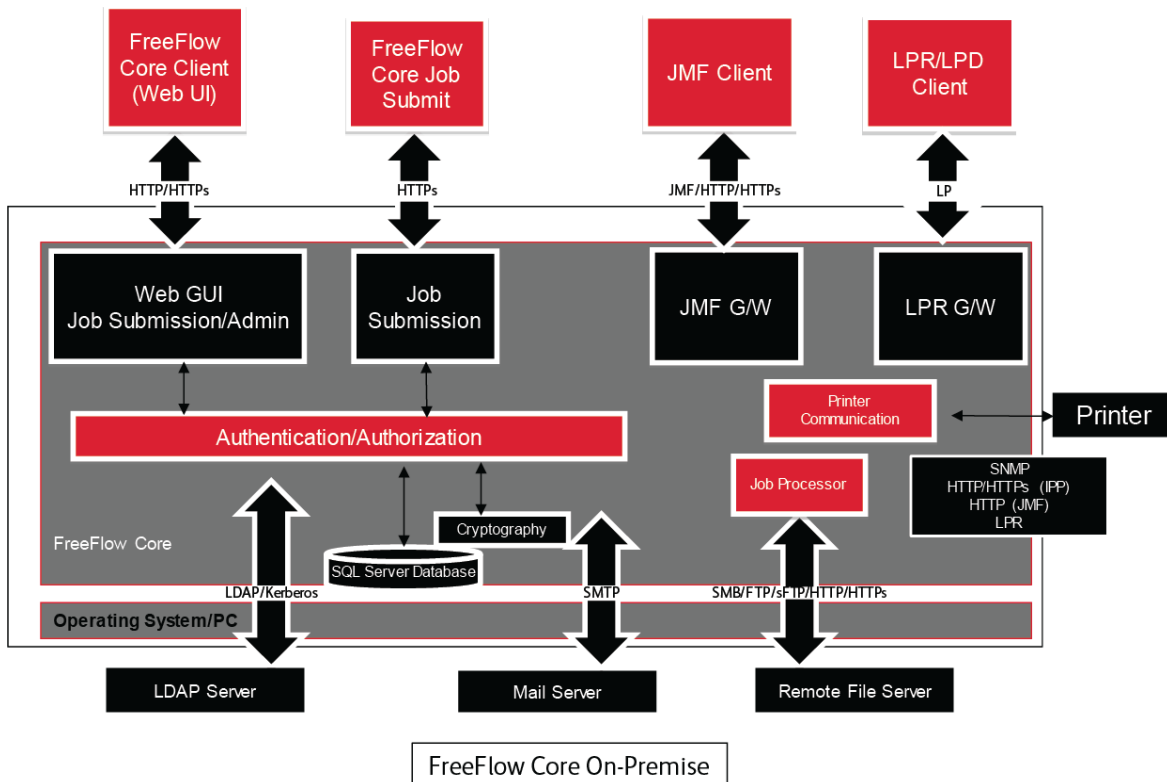 FreeFlow
Core Client
(Web UI)
FreeFlow
Core Job
Submit
JMF Client
LPR/LPD
Client
HTTP/HTTPs
HTTPs
JMF/HTTP/HTTPs
LP
Web GUI
Job Submission/Admin
Job
Submission
JMF G/W
LPR G/W
Printer
Communication
Printer
Authentication/Authorization
SNMP
HTTP/HTTPs (IPP)
HTTP (JMF)
LPR
Job Processor
Cryptography
FreeFlow Core
SQL Server Database
LDAP/Kerberos
SMTP
SMB/FTP/sFTP/HTTP/HTTPs
Operating System/PC
LDAP Server
Mail Server
Remote File Server
FreeFlow Core On-Premise